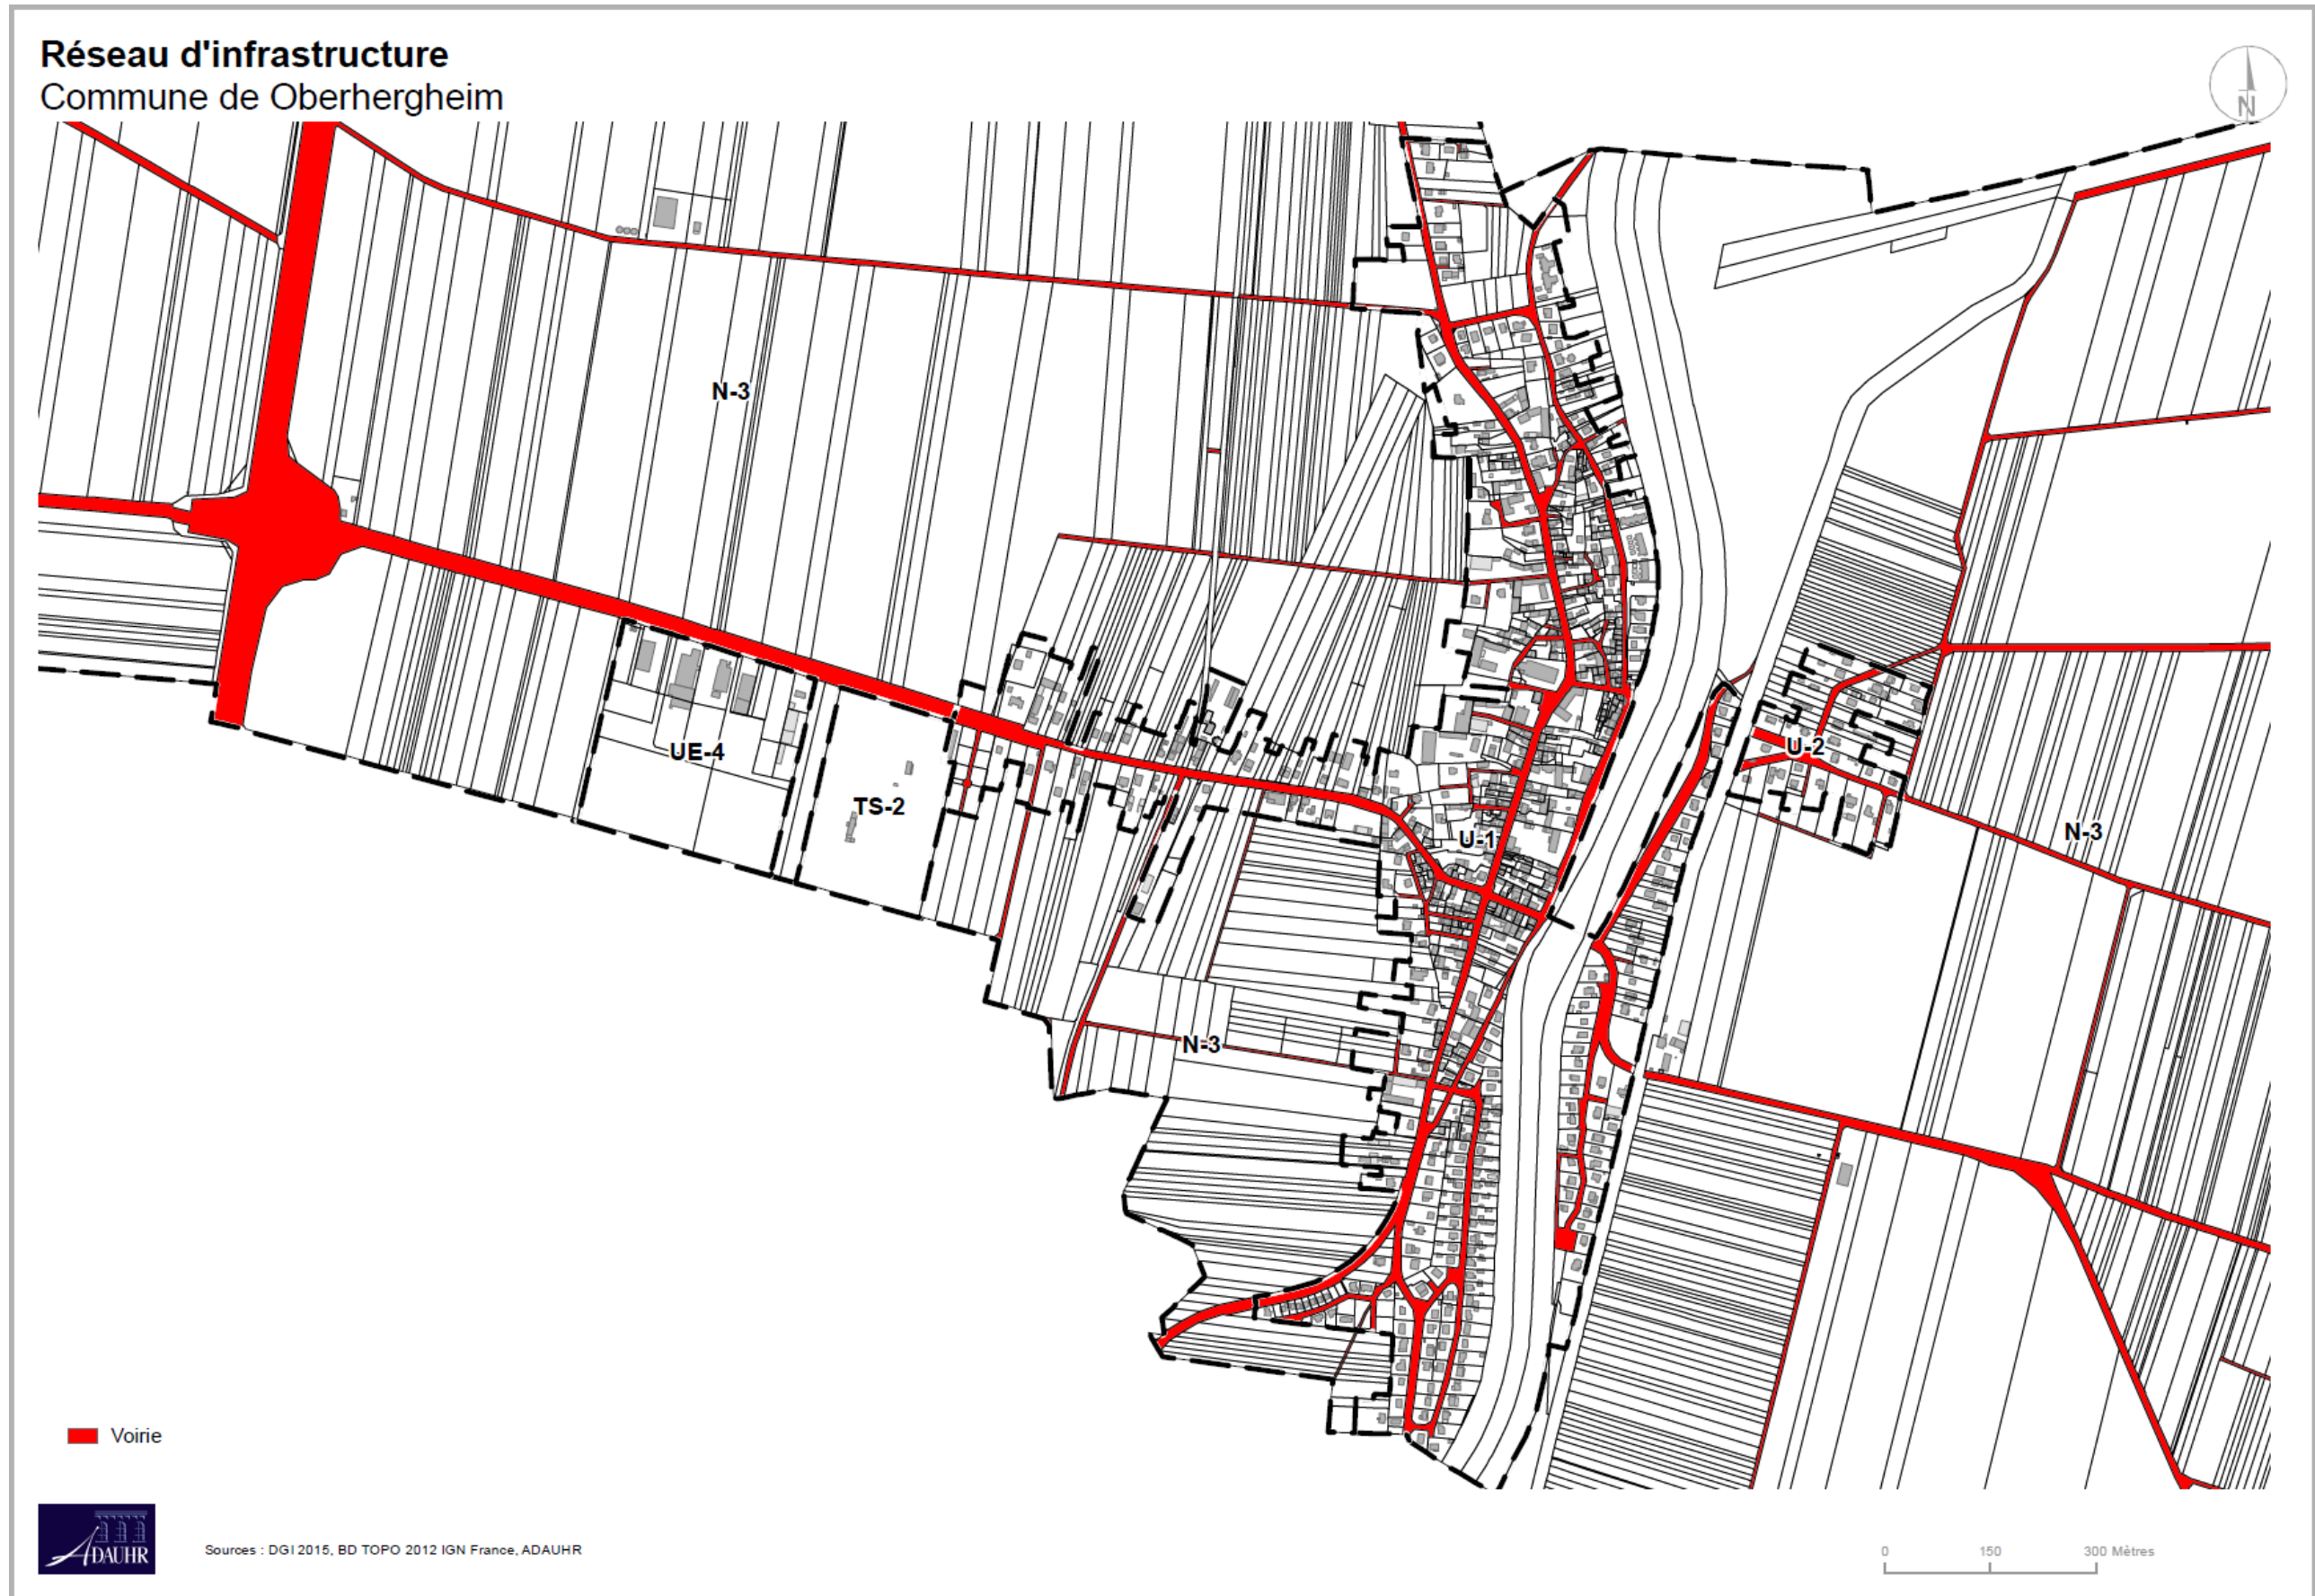 Réseau d'infrastructure
Commune de Oberhergheim
N
N-3
UE-4
TS-2
U-2
N-3
U-1
N-3
Voirie
ADAUHR
Sources : DGI 2015, BD TOPO 2012 IGN France, ADAUHR
0 150 300 Mètres